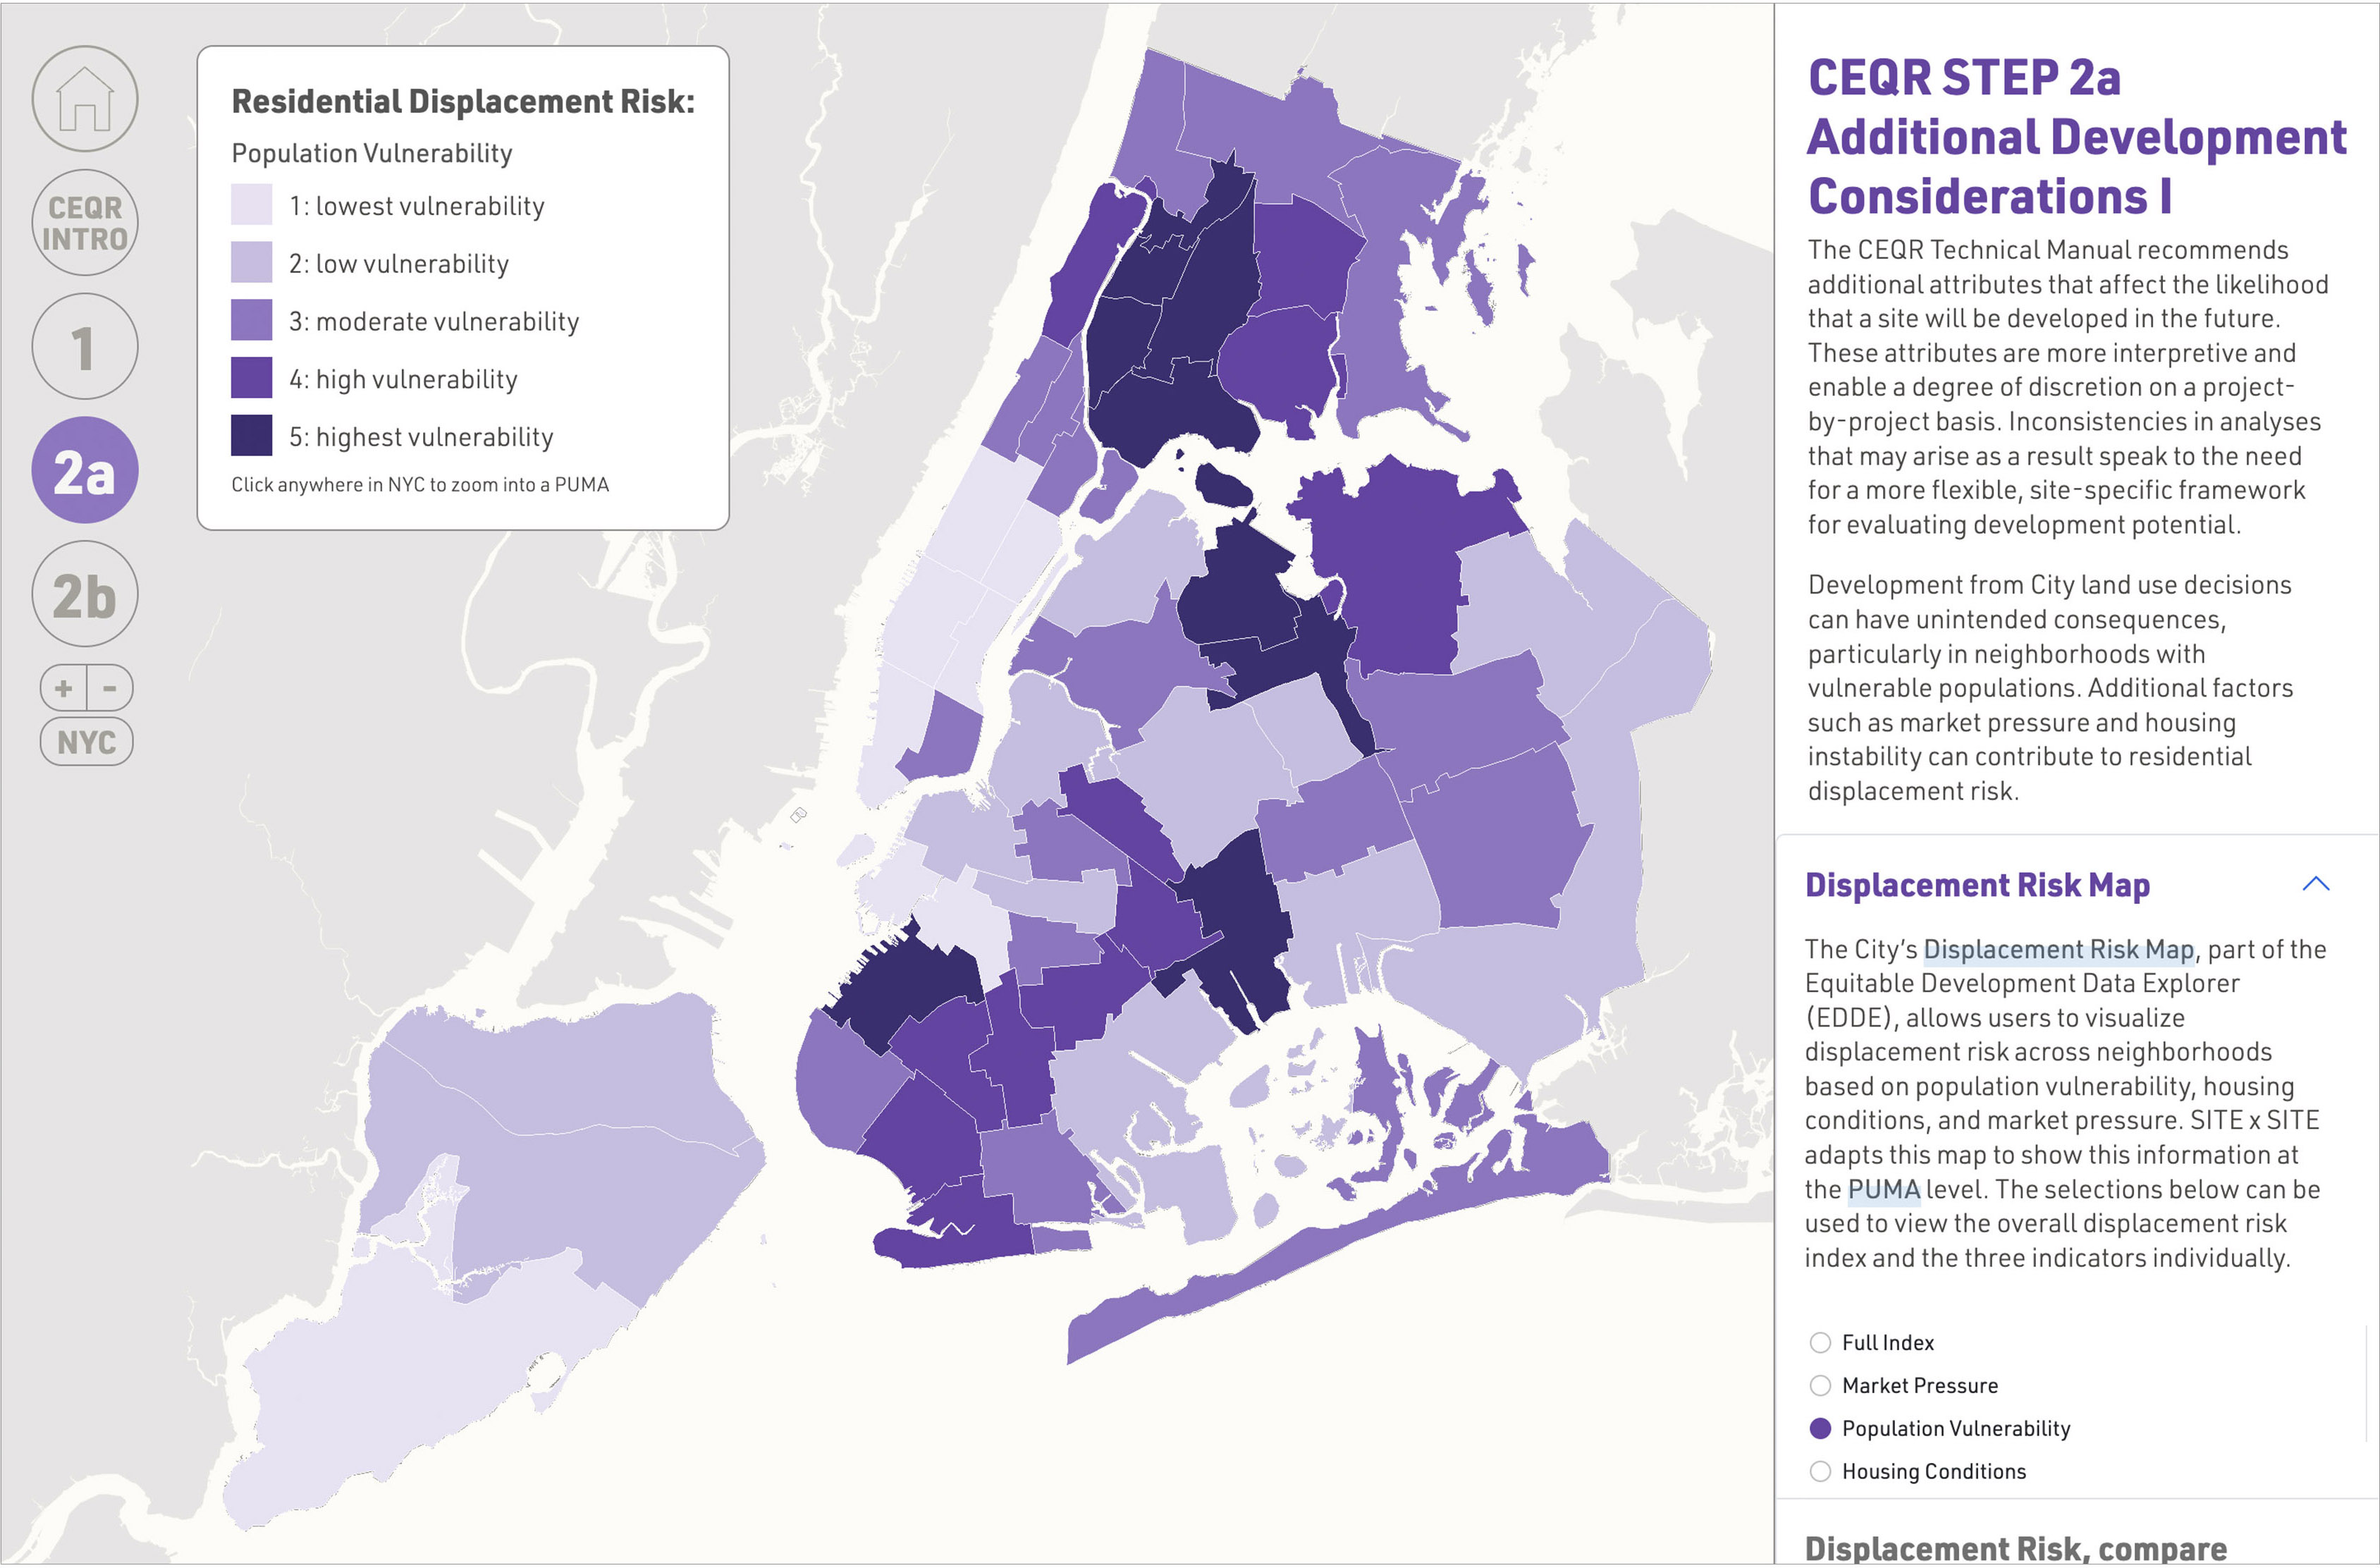 CEQR
INTRO
1
2a
2b
+ -
NYC
Residential Displacement Risk:
Population Vulnerability
1: lowest vulnerability
2: low vulnerability
3: moderate vulnerability
4: high vulnerability
5: highest vulnerability
Click anywhere in NYC to zoom into a PUMA
CEQR STEP 2a
Additional Development
Considerations I
The CEQR Technical Manual recommends
additional attributes that affect the likelihood
that a site will be developed in the future.
These attributes are more interpretive and
enable a degree of discretion on a project-
by-project basis. Inconsistencies in analyses
that may arise as a result speak to the need
for a more flexible, site-specific framework
for evaluating development potential.
Development from City land use decisions
can have unintended consequences,
particularly in neighborhoods with
vulnerable populations. Additional factors
such as market pressure and housing
instability can contribute to residential
displacement risk.
Displacement Risk Map
The City's Displacement Risk Map, part of the
Equitable Development Data Explorer
(EDDE), allows users to visualize
displacement risk across neighborhoods
based on population vulnerability, housing
conditions, and market pressure. SITE x SITE
adapts this map to show this information at
the PUMA level. The selections below can be
used to view the overall displacement risk
index and the three indicators individually.
Full Index
Market Pressure
Population Vulnerability
Housing Conditions
Displacement Risk, compare